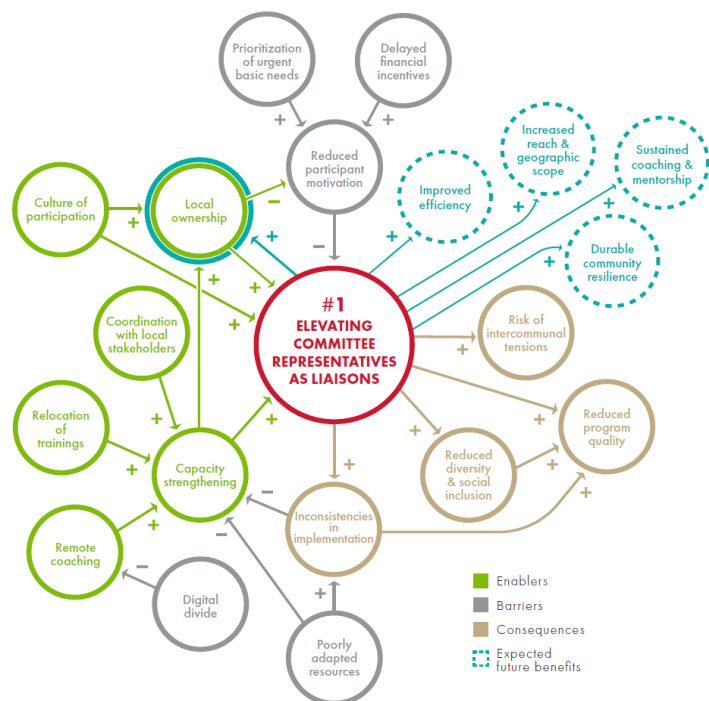 Prioritization
of urgent
basic needs
Delayed
financial
incentives
+
+
Reduced
participant
motivation
Increased
reach &
geographic
scope
Sustained
coaching &
mentorship
Improved
efficiency
Culture of
participation
Local
ownership
Durable
community
resilience
+
−
+
+
+
+
+
+
−
+
+
#1
ELEVATING
COMMITTEE
REPRESENTATIVES
AS LIAISONS
Coordination
with local
stakeholders
Risk of
intercommunal
tensions
+
Relocation
of
trainings
Reduced
program
quality
+
+
+
+
+
Capacity
strengthening
Reduced
diversity
& social
inclusion
+
+
+
−
Inconsistencies
in
implementation
+
Remote
coaching
−
−
Digital
divide
+
Poorly
adapted
resources
Enablers
Barriers
Consequences
Expected
future benefits